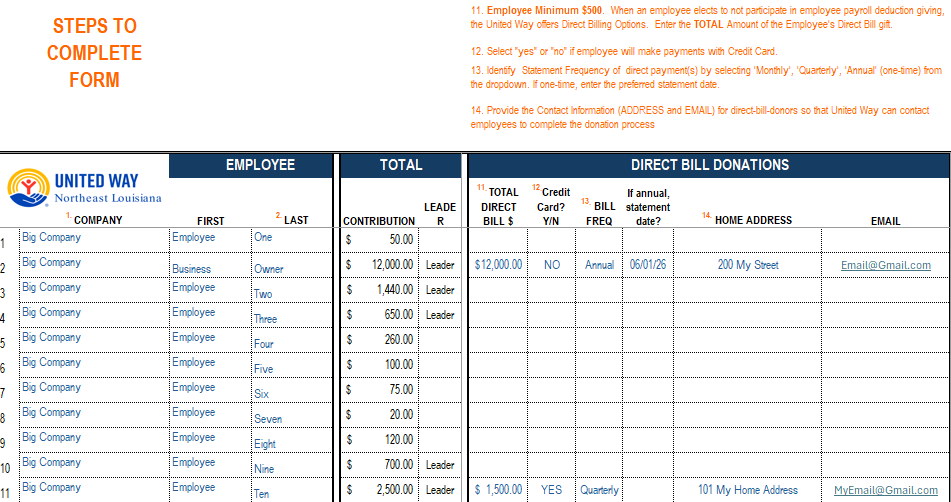 STEPS TO
COMPLETE
FORM
11. Employee Minimum $500. When an employee elects to not participate in employee payroll deduction giving,
the United Way offers Direct Billing Options. Enter the TOTAL Amount of the Employee's Direct Bill gift.
12. Select "yes" or "no" if employee will make payments with Credit Card.
13. Identify Statement Frequency of direct payment(s) by selecting 'Monthly', 'Quarterly', 'Annual' (one-time) from
the dropdown. If one-time, enter the preferred statement date.
14. Provide the Contact Information (ADDRESS and EMAIL) for direct-bill-donors so that United Way can contact
employees to complete the donation process
UNITED WAY
Northeast Louisiana
EMPLOYEE TOTAL DIRECT BILL DONATIONS
1. COMPANY FIRST 2. LAST CONTRIBUTION LEADE
R 11. TOTAL
DIRECT
BILL $ 12. Credit
Card?
Y/N 13. BILL
FREQ If annual,
statement
date? 14. HOME ADDRESS EMAIL
1 Big Company Employee One $ 50.00
2 Big Company Business Owner $ 12,000.00 Leader $12,000.00 NO Annual 06/01/26 200 My Street Email@Gmail.com
3 Big Company Employee Two $ 1,440.00 Leader
4 Big Company Employee Three $ 650.00 Leader
5 Big Company Employee Four $ 260.00
6 Big Company Employee Five $ 100.00
7 Big Company Employee Six $ 75.00
8 Big Company Employee Seven $ 20.00
9 Big Company Employee Eight $ 120.00
10 Big Company Employee Nine $ 700.00 Leader
11 Big Company Employee Ten $ 2,500.00 Leader $ 1,500.00 YES Quarterly 101 My Home Address MyEmail@Gmail.com